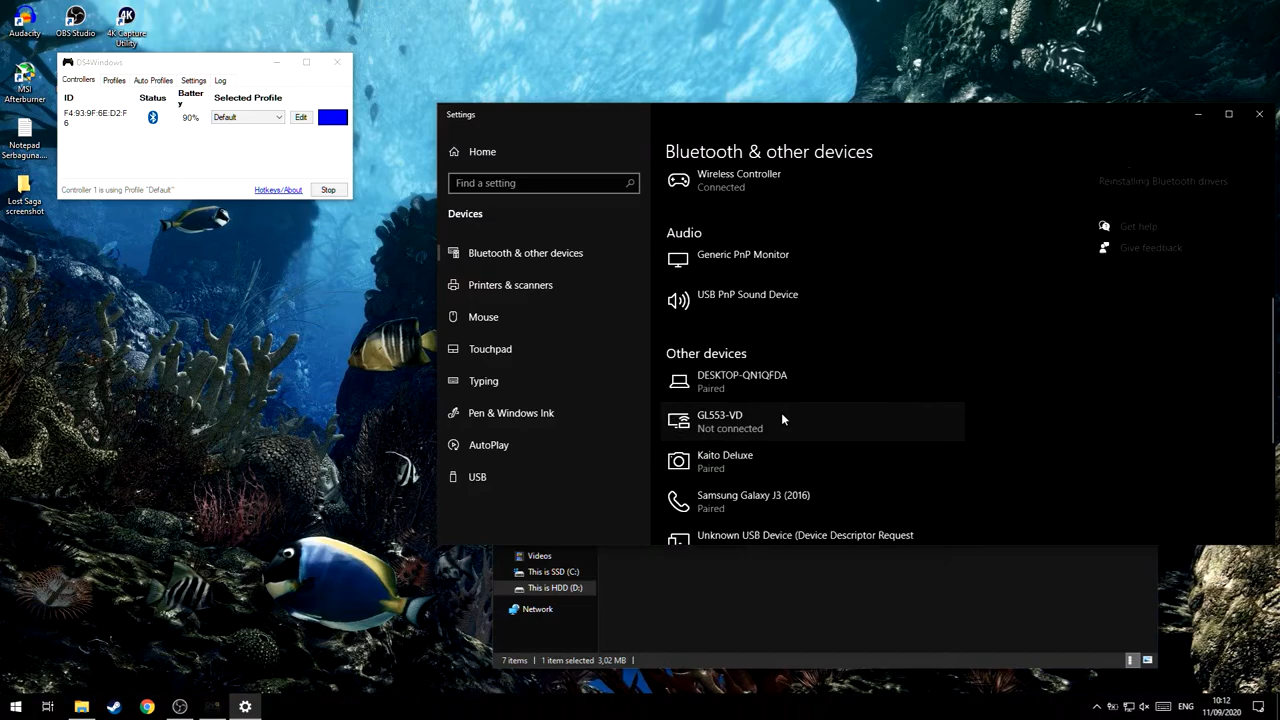 Audacity
OBS Studio
4K Capture
Utility
MSI
Afterburner
Notepad
Serbaguna....
Lost Saga
screenshot
DS4Windows
Controllers Profiles Auto Profiles Settings Log
ID Status Batter
y Selected Profile
F4:93:9F:6E:D2:F
6 90% Default Edit
Controller 1 is using Profile "Default" Hotkeys/About Stop
Settings
Home
Find a setting
Devices
Bluetooth & other devices
Printers & scanners
Mouse
Touchpad
Typing
Pen & Windows Ink
AutoPlay
USB
Bluetooth & other devices
Wireless Controller
Connected
Audio
Generic PnP Monitor
USB PnP Sound Device
Other devices
DESKTOP-QN1QFDA
Paired
GL553-VD
Not connected
Kaito Deluxe
Paired
Samsung Galaxy J3 (2016)
Paired
Unknown USB Device (Device Descriptor Request
Reinstalling Bluetooth drivers
Get help
Give feedback
Videos
This is SSD (C:)
This is HDD (D:)
Network
7 items 1 item selected 3,02 MB
ENG
10:12
11/09/2020